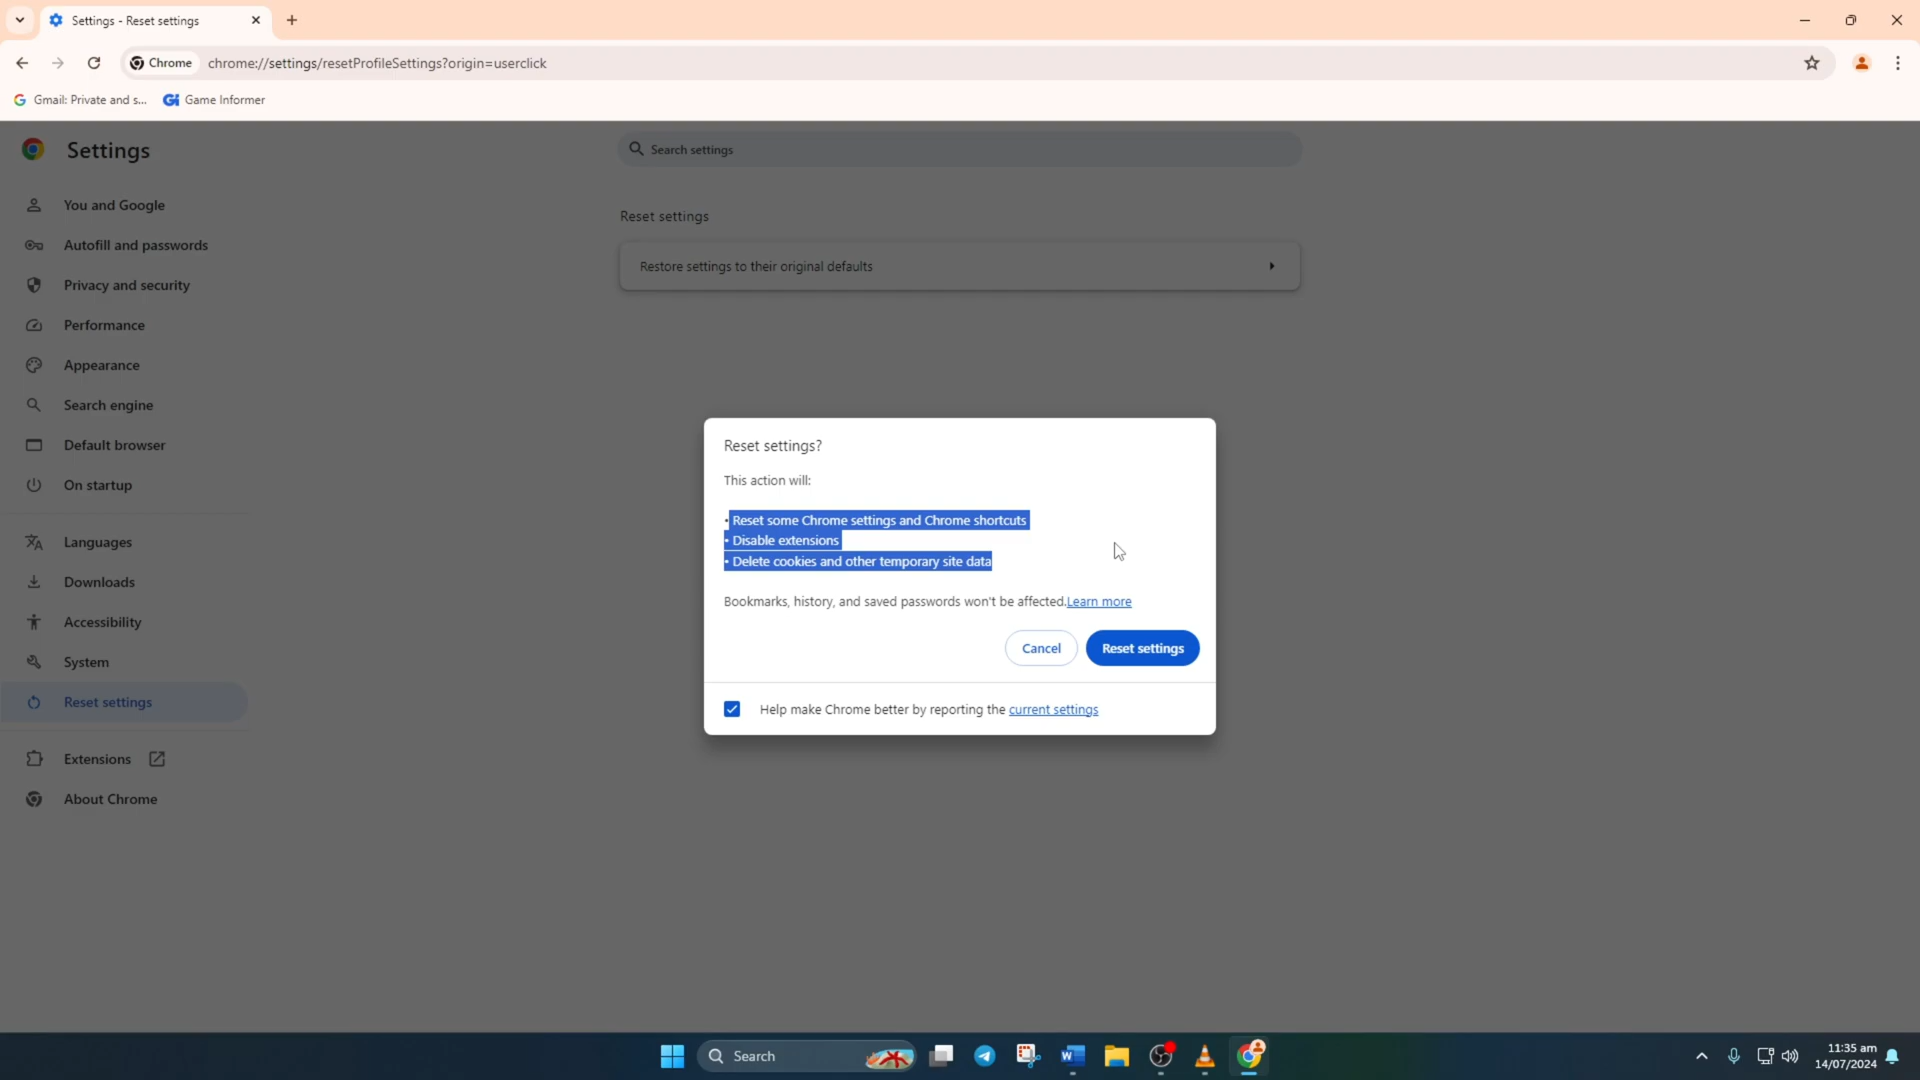 Settings - Reset settings
Chrome
chrome://settings/resetProfileSettings?origin=userclick
Gmail: Private and s...
Game Informer
Settings
Search settings
You and Google
Autofill and passwords
Privacy and security
Performance
Appearance
Search engine
Default browser
On startup
Languages
Downloads
Accessibility
System
Reset settings
Extensions
About Chrome
Reset settings
Restore settings to their original defaults
Reset settings?
This action will:
• Reset some Chrome settings and Chrome shortcuts
• Disable extensions
• Delete cookies and other temporary site data
Bookmarks, history, and saved passwords won't be affected.Learn more
Cancel
Reset settings
Help make Chrome better by reporting the current settings
Search
11:35 am
14/07/2024